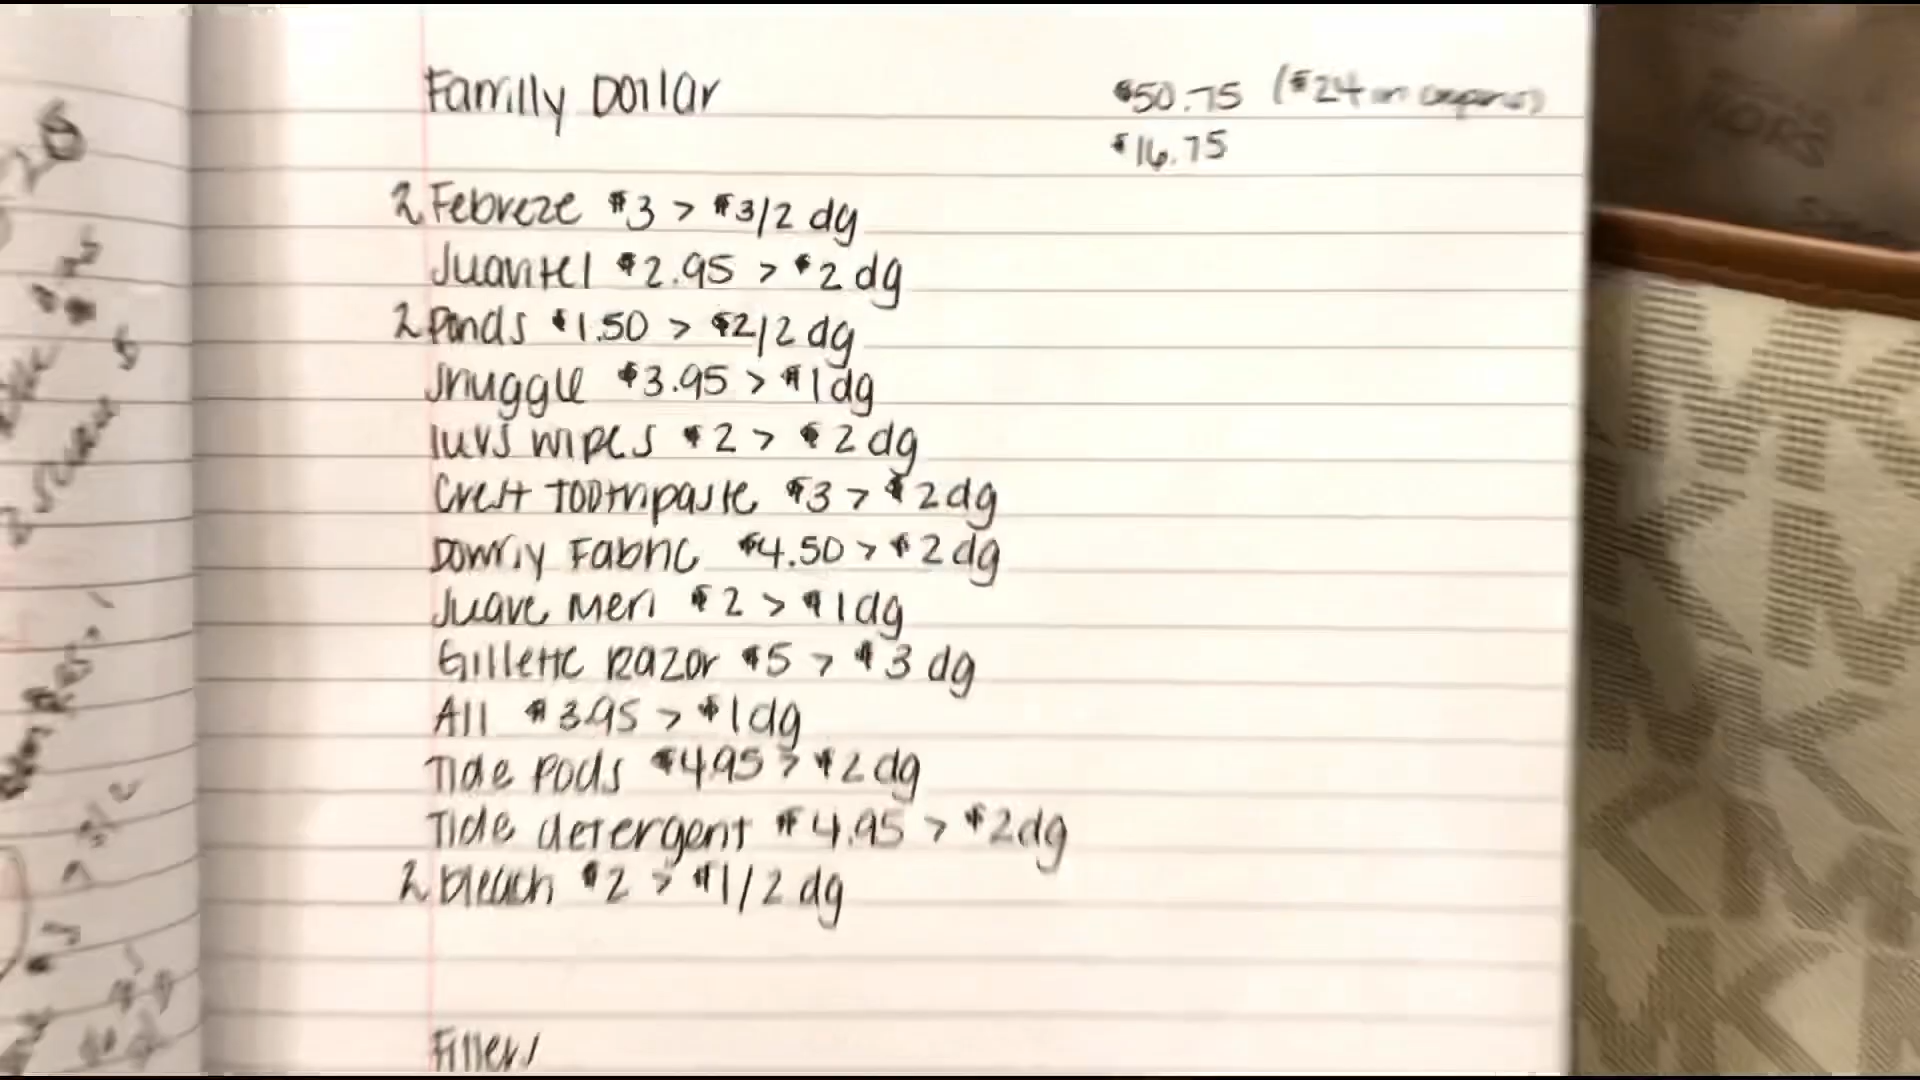 Family Dollar
$50.75 ($24 in coupons)
$16.75
2 Febreze $3 > $3/2 dg
Suavitel $2.95 > $2 dg
2 Ponds $1.50 > $2/2 dg
Snuggle $3.95 > $1 dg
luvs wipes $2 > $2 dg
Crest Toothpaste $3 > $2 dg
Downy Fabric $4.50 > $2 dg
Suave Men $2 > $1 dg
Gillette Razor $5 > $3 dg
All $3.95 > $1 dg
Tide Pods $4.95 > $2 dg
Tide detergent $4.95 > $2 dg
2 bleach $2 > $1/2 dg
Fillers
KORS